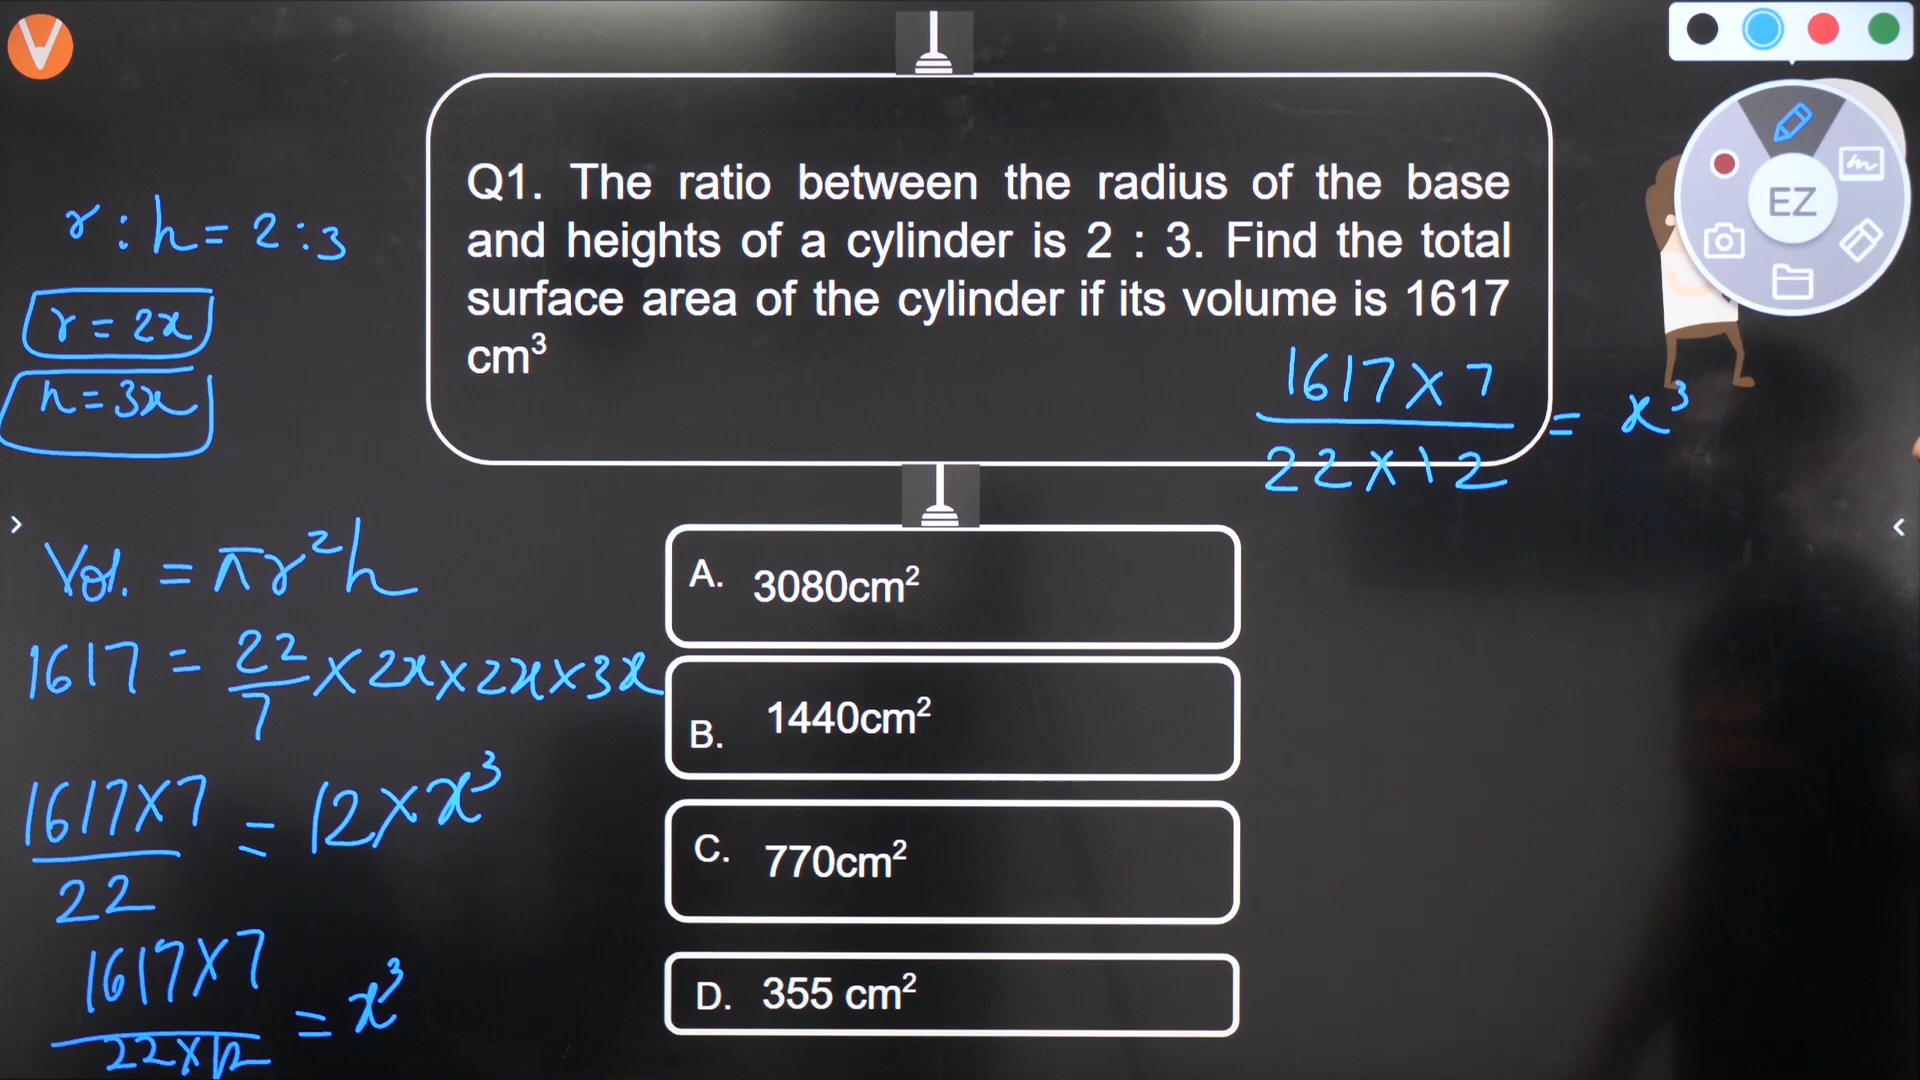 r : h = 2 : 3
r = 2x
h = 3x
Vol. = πr²h
1617 = 22/7 × 2x × 2x × 3x
1617×7/22 = 12 × x³
1617×7/22×12 = x³
Q1. The ratio between the radius of the base
and heights of a cylinder is 2 : 3. Find the total
surface area of the cylinder if its volume is 1617
cm³
1617 × 7/22 × 12 = x³
A. 3080cm²
B. 1440cm²
C. 770cm²
D. 355 cm²
EZ